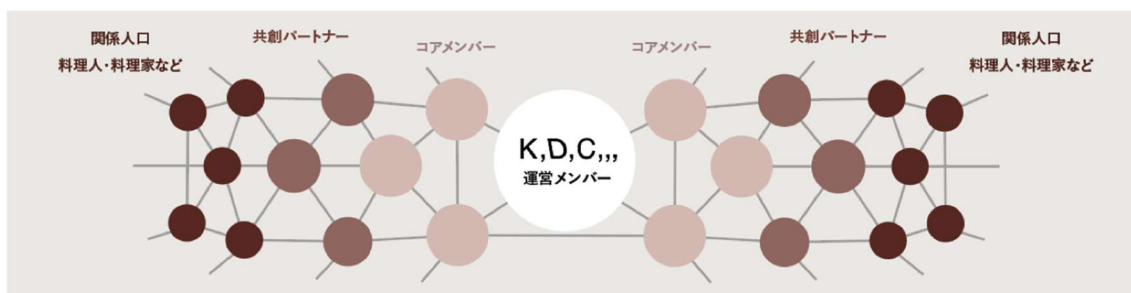 関係人口
料理人・料理家など
共創パートナー
コアメンバー
K,D,C,,,
運営メンバー
コアメンバー
共創パートナー
関係人口
料理人・料理家など